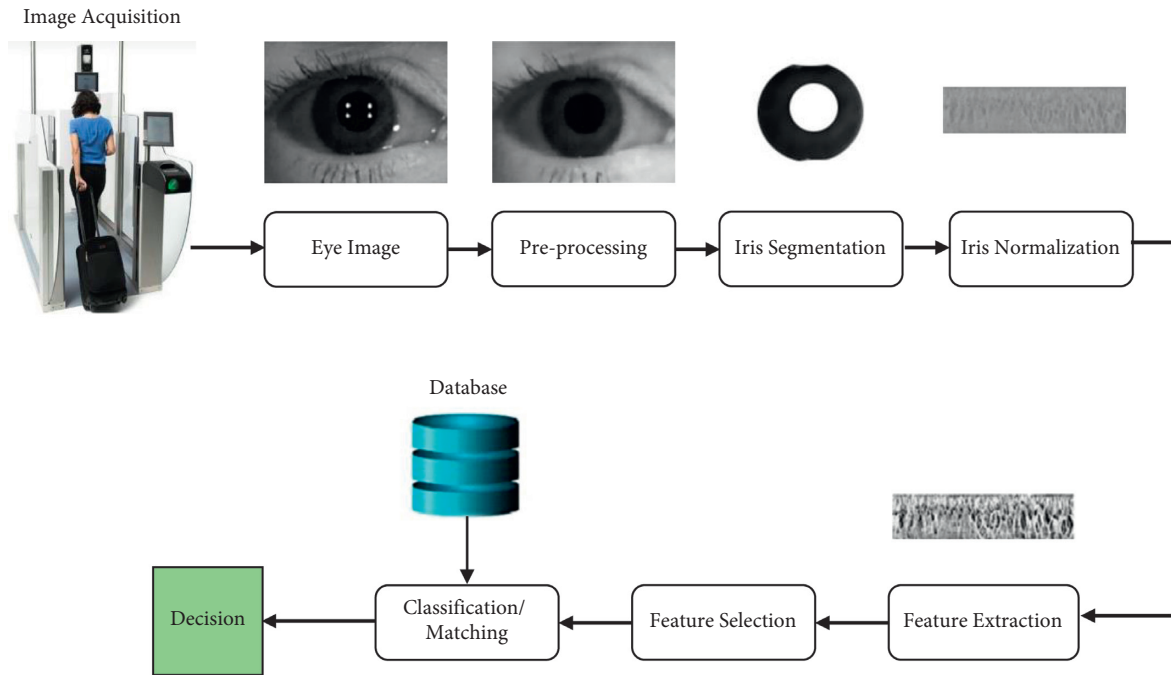 Image Acquisition
Eye Image
Pre-processing
Iris Segmentation
Iris Normalization
Database
Decision
Classification/
Matching
Feature Selection
Feature Extraction